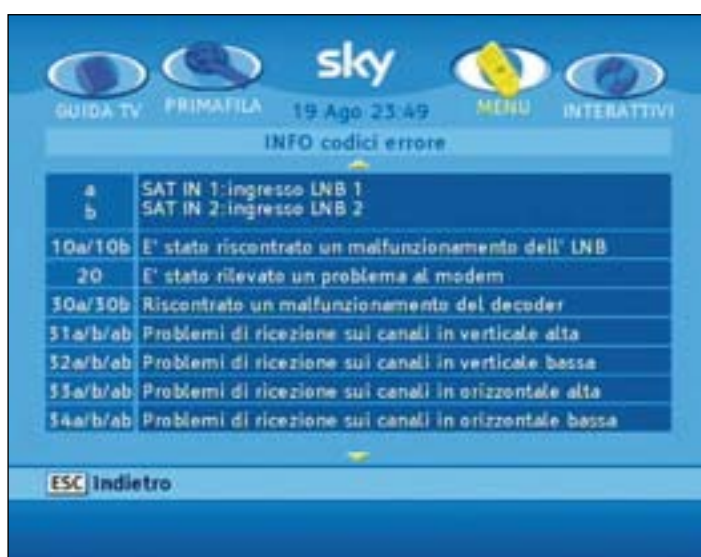 sky
GUIDA TV PRIMAFILA 19 Ago 23:49 MENU INTERATTIVI
INFO codici errore
a SAT IN 1: ingresso LNB 1
b SAT IN 2: ingresso LNB 2
10a/10b E' stato riscontrato un malfunzionamento dell' LNB
20 E' stato rilevato un problema al modem
30a/30b Riscontrato un malfunzionamento del decoder
31a/b/ab Problemi di ricezione sui canali in verticale alta
32a/b/ab Problemi di ricezione sui canali in verticale bassa
33a/b/ab Problemi di ricezione sui canali in orizzontale alta
34a/b/ab Problemi di ricezione sui canali in orizzontale bassa
ESC Indietro